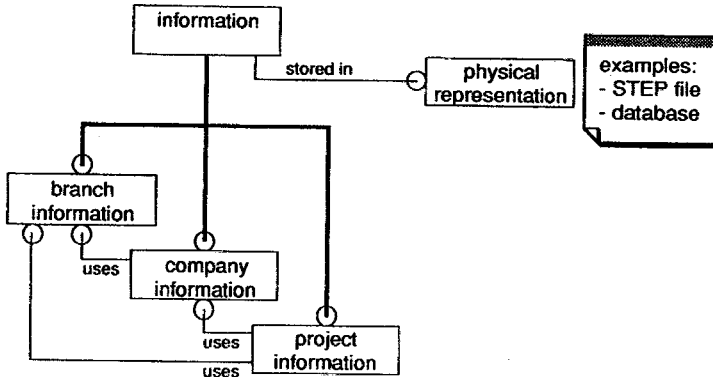 information
stored in
physical
representation
examples:
- STEP file
- database
branch
information
uses
company
information
uses
project
information
uses